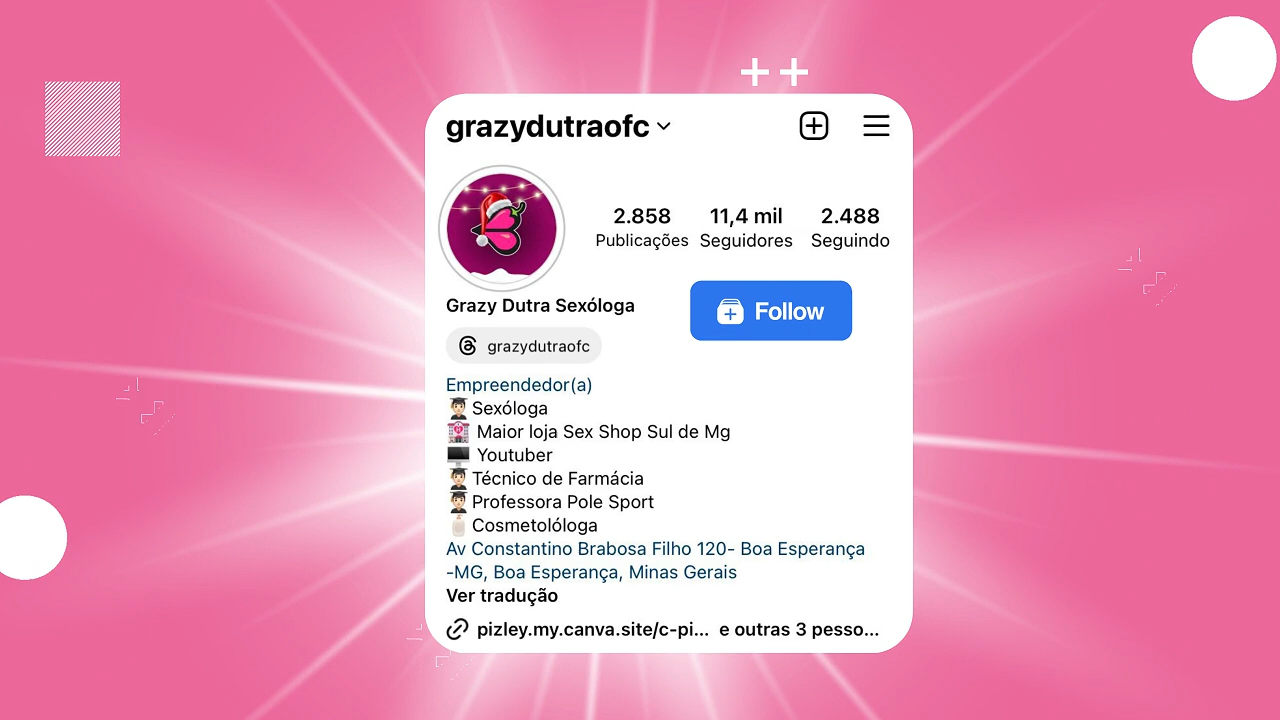 grazydutraofc
2.858 11,4 mil 2.488
Publicações Seguidores Seguindo
Grazy Dutra Sexóloga
Follow
grazydutraofc
Empreendedor(a)
Sexóloga
Maior loja Sex Shop Sul de Mg
Youtuber
Técnico de Farmácia
Professora Pole Sport
Cosmetolóloga
Av Constantino Brabosa Filho 120- Boa Esperança
-MG, Boa Esperança, Minas Gerais
Ver tradução
pizley.my.canva.site/c-pi... e outras 3 pesso...